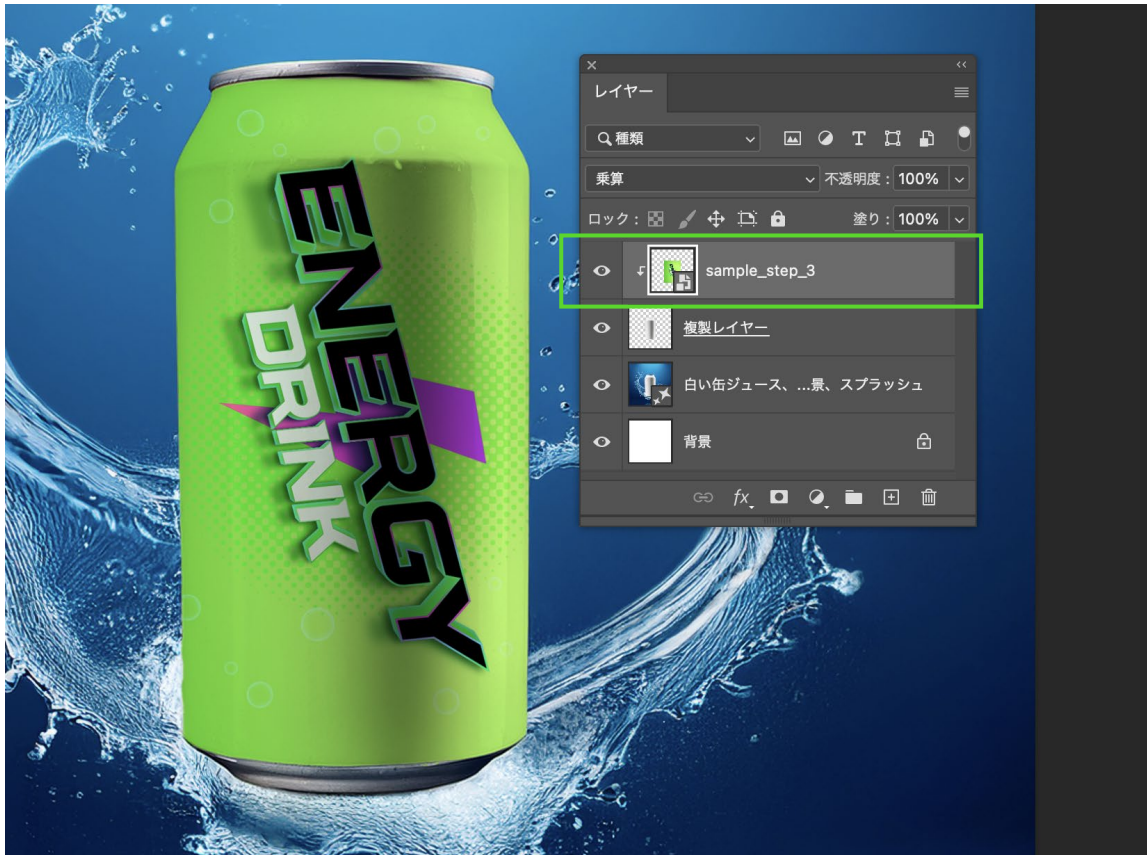 ENERGY
DRINK
レイヤー
種類
乗算
不透明度 : 100%
ロック :
塗り : 100%
sample_step_3
複製レイヤー
白い缶ジュース、...景、スプラッシュ
背景
fx